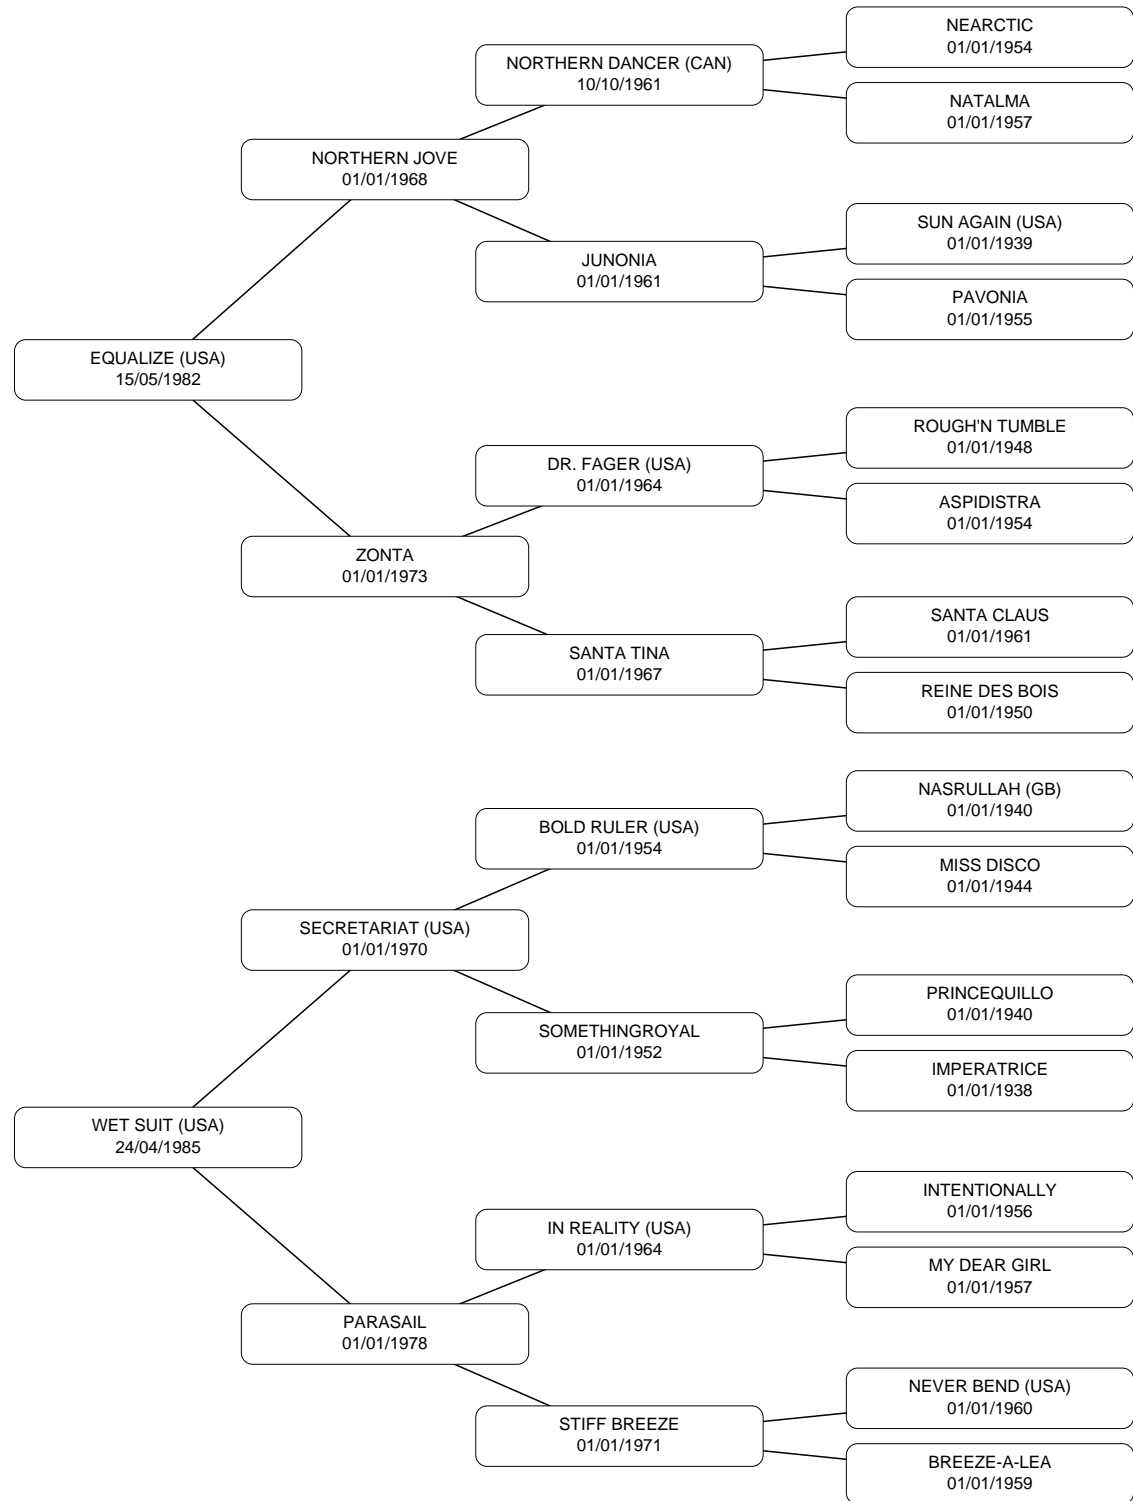 NEARCTIC
01/01/1954
NORTHERN DANCER (CAN)
10/10/1961
NATALMA
01/01/1957
NORTHERN JOVE
01/01/1968
SUN AGAIN (USA)
01/01/1939
JUNONIA
01/01/1961
PAVONIA
01/01/1955
EQUALIZE (USA)
15/05/1982
ROUGH'N TUMBLE
01/01/1948
DR. FAGER (USA)
01/01/1964
ASPIDISTRA
01/01/1954
ZONTA
01/01/1973
SANTA CLAUS
01/01/1961
SANTA TINA
01/01/1967
REINE DES BOIS
01/01/1950
NASRULLAH (GB)
01/01/1940
BOLD RULER (USA)
01/01/1954
MISS DISCO
01/01/1944
SECRETARIAT (USA)
01/01/1970
PRINCEQUILLO
01/01/1940
SOMETHINGROYAL
01/01/1952
IMPERATRICE
01/01/1938
WET SUIT (USA)
24/04/1985
INTENTIONALLY
01/01/1956
IN REALITY (USA)
01/01/1964
MY DEAR GIRL
01/01/1957
PARASAIL
01/01/1978
NEVER BEND (USA)
01/01/1960
STIFF BREEZE
01/01/1971
BREEZE-A-LEA
01/01/1959